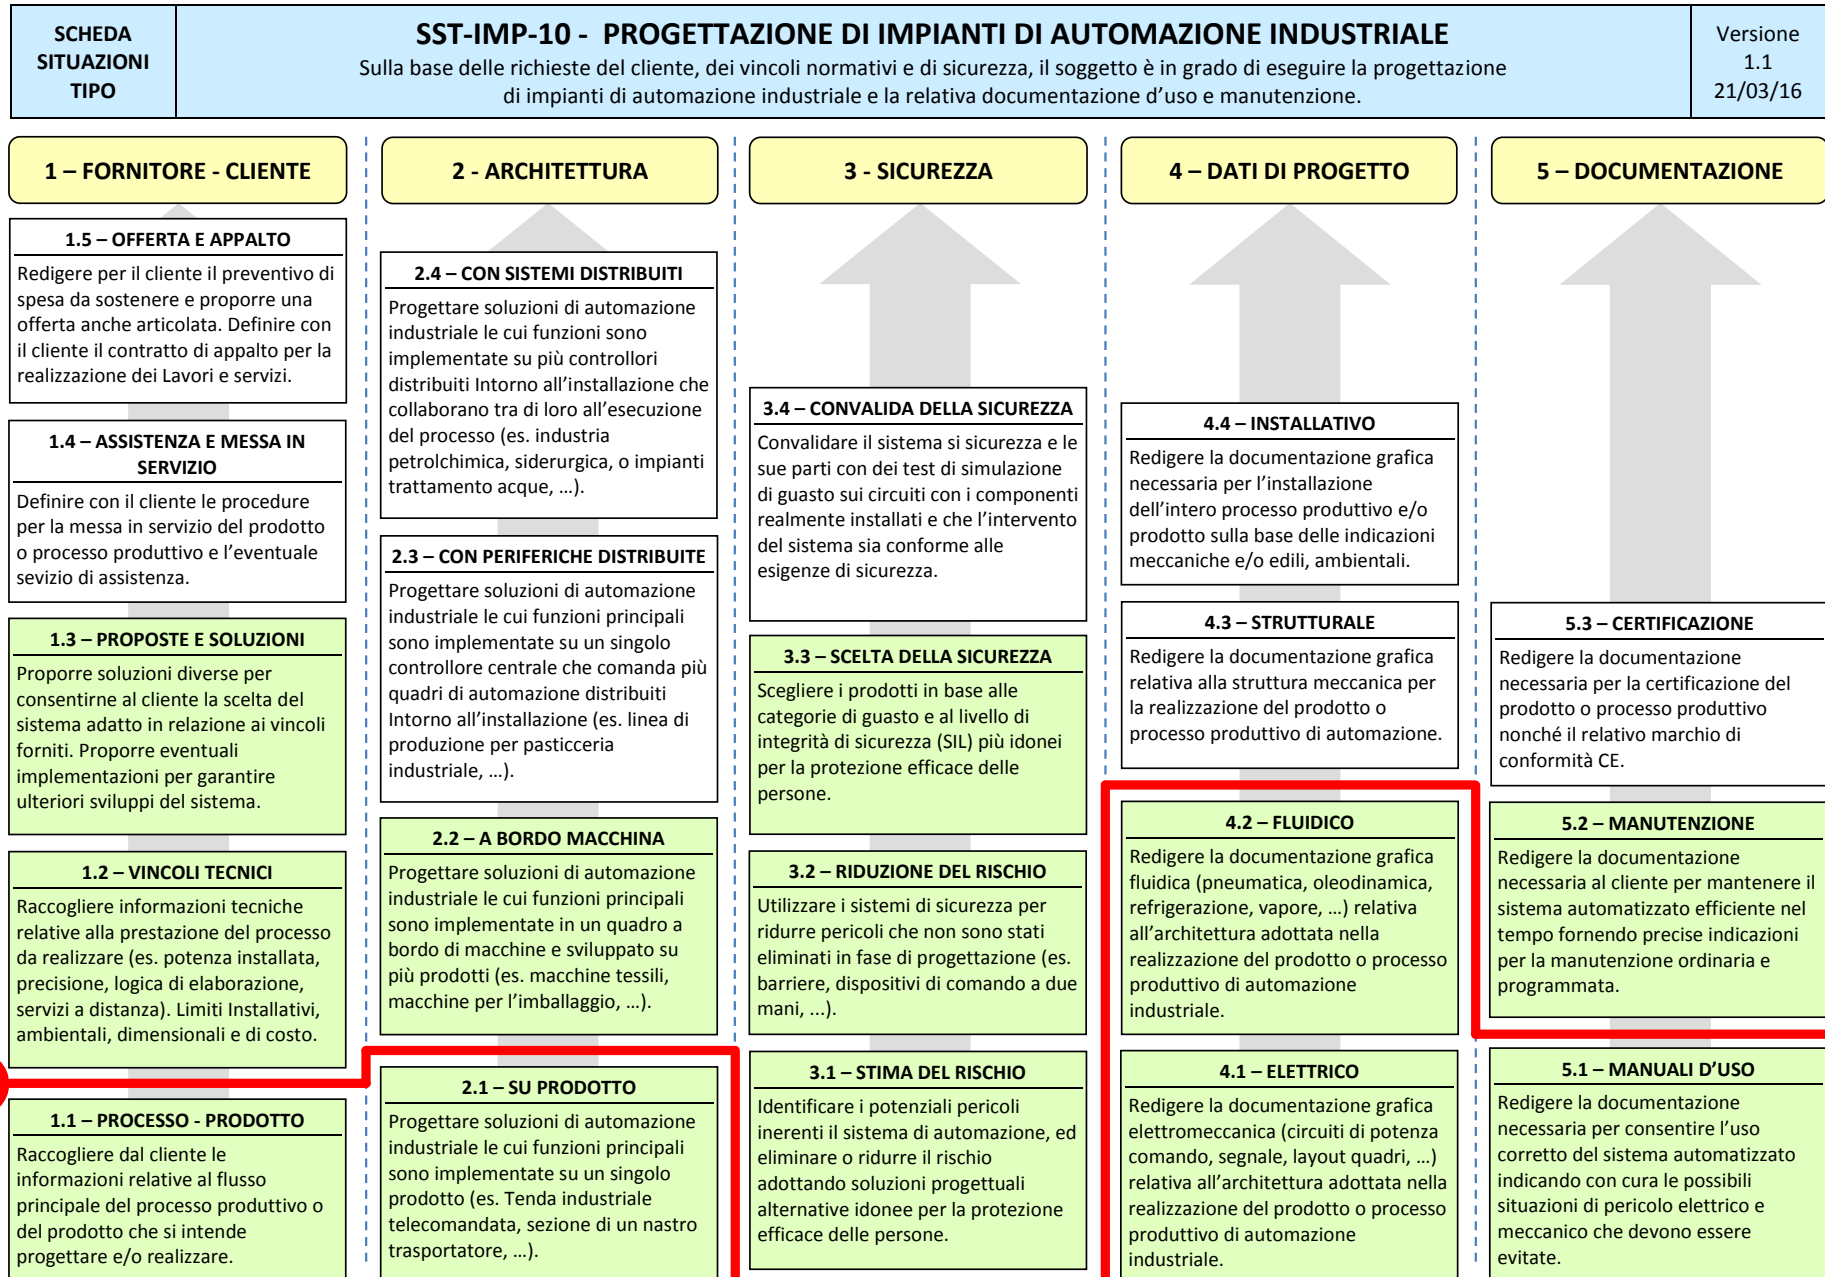 SCHEDA
SITUAZIONI
TIPO
SST-IMP-10 - PROGETTAZIONE DI IMPIANTI DI AUTOMAZIONE INDUSTRIALE
Sulla base delle richieste del cliente, dei vincoli normativi e di sicurezza, il soggetto è in grado di eseguire la progettazione
di impianti di automazione industriale e la relativa documentazione d'uso e manutenzione.
Versione
1.1
21/03/16
1 – FORNITORE - CLIENTE
1.5 – OFFERTA E APPALTO
Redigere per il cliente il preventivo di
spesa da sostenere e proporre una
offerta anche articolata. Definire con
il cliente il contratto di appalto per la
realizzazione dei Lavori e servizi.
1.4 – ASSISTENZA E MESSA IN
SERVIZIO
Definire con il cliente le procedure
per la messa in servizio del prodotto
o processo produttivo e l'eventuale
sevizio di assistenza.
1.3 – PROPOSTE E SOLUZIONI
Proporre soluzioni diverse per
consentirne al cliente la scelta del
sistema adatto in relazione ai vincoli
forniti. Proporre eventuali
implementazioni per garantire
ulteriori sviluppi del sistema.
1.2 – VINCOLI TECNICI
Raccogliere informazioni tecniche
relative alla prestazione del processo
da realizzare (es. potenza installata,
precisione, logica di elaborazione,
servizi a distanza). Limiti Installativi,
ambientali, dimensionali e di costo.
1.1 – PROCESSO - PRODOTTO
Raccogliere dal cliente le
informazioni relative al flusso
principale del processo produttivo o
del prodotto che si intende
progettare e/o realizzare.
2 - ARCHITETTURA
2.4 – CON SISTEMI DISTRIBUITI
Progettare soluzioni di automazione
industriale le cui funzioni sono
implementate su più controllori
distribuiti Intorno all'installazione che
collaborano tra di loro all'esecuzione
del processo (es. industria
petrolchimica, siderurgica, o impianti
trattamento acque, …).
2.3 – CON PERIFERICHE DISTRIBUITE
Progettare soluzioni di automazione
industriale le cui funzioni principali
sono implementate su un singolo
controllore centrale che comanda più
quadri di automazione distribuiti
Intorno all'installazione (es. linea di
produzione per pasticceria
industriale, …).
2.2 – A BORDO MACCHINA
Progettare soluzioni di automazione
industriale le cui funzioni principali
sono implementate in un quadro a
bordo di macchine e sviluppato su
più prodotti (es. macchine tessili,
macchine per l'imballaggio, …).
2.1 – SU PRODOTTO
Progettare soluzioni di automazione
industriale le cui funzioni principali
sono implementate su un singolo
prodotto (es. Tenda industriale
telecomandata, sezione di un nastro
trasportatore, …).
3 - SICUREZZA
3.4 – CONVALIDA DELLA SICUREZZA
Convalidare il sistema si sicurezza e le
sue parti con dei test di simulazione
di guasto sui circuiti con i componenti
realmente installati e che l'intervento
del sistema sia conforme alle
esigenze di sicurezza.
3.3 – SCELTA DELLA SICUREZZA
Scegliere i prodotti in base alle
categorie di guasto e al livello di
integrità di sicurezza (SIL) più idonei
per la protezione efficace delle
persone.
3.2 – RIDUZIONE DEL RISCHIO
Utilizzare i sistemi di sicurezza per
ridurre pericoli che non sono stati
eliminati in fase di progettazione (es.
barriere, dispositivi di comando a due
mani, ...).
3.1 – STIMA DEL RISCHIO
Identificare i potenziali pericoli
inerenti il sistema di automazione, ed
eliminare o ridurre il rischio
adottando soluzioni progettuali
alternative idonee per la protezione
efficace delle persone.
4 – DATI DI PROGETTO
4.4 – INSTALLATIVO
Redigere la documentazione grafica
necessaria per l'installazione
dell'intero processo produttivo e/o
prodotto sulla base delle indicazioni
meccaniche e/o edili, ambientali.
4.3 – STRUTTURALE
Redigere la documentazione grafica
relativa alla struttura meccanica per
la realizzazione del prodotto o
processo produttivo di automazione.
4.2 – FLUIDICO
Redigere la documentazione grafica
fluidica (pneumatica, oleodinamica,
refrigerazione, vapore, …) relativa
all'architettura adottata nella
realizzazione del prodotto o processo
produttivo di automazione
industriale.
4.1 – ELETTRICO
Redigere la documentazione grafica
elettromeccanica (circuiti di potenza
comando, segnale, layout quadri, …)
relativa all'architettura adottata nella
realizzazione del prodotto o processo
produttivo di automazione
industriale.
5 – DOCUMENTAZIONE
5.3 – CERTIFICAZIONE
Redigere la documentazione
necessaria per la certificazione del
prodotto o processo produttivo
nonché il relativo marchio di
conformità CE.
5.2 – MANUTENZIONE
Redigere la documentazione
necessaria al cliente per mantenere il
sistema automatizzato efficiente nel
tempo fornendo precise indicazioni
per la manutenzione ordinaria e
programmata.
5.1 – MANUALI D'USO
Redigere la documentazione
necessaria per consentire l'uso
corretto del sistema automatizzato
indicando con cura le possibili
situazioni di pericolo elettrico e
meccanico che devono essere
evitate.